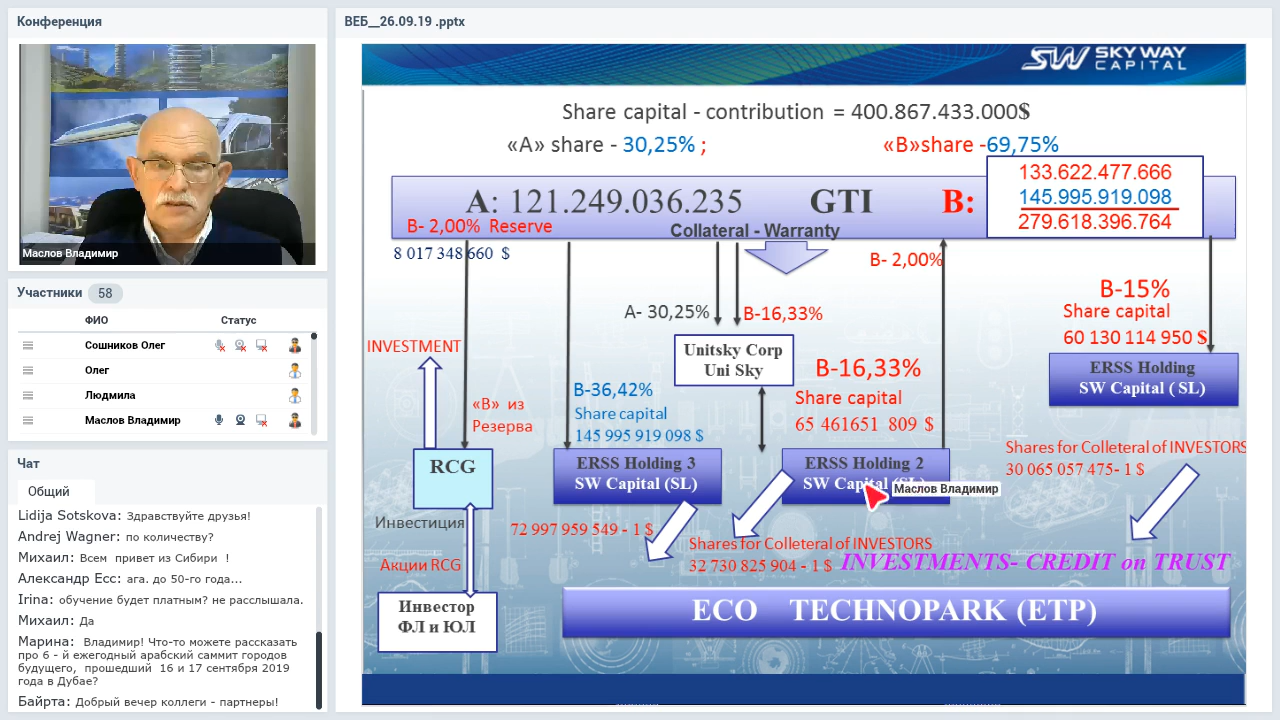 Конференция
Маслов Владимир
Участники 58
ФИО Статус
Сошников Олег
Олег
Людмила
Маслов Владимир
Чат
Общий
Lidija Sotskova: Здравствуйте друзья!
Andrej Wagner: по количеству?
Михаил: Всем привет из Сибири !
Александр Есс: ага. до 50-го года...
Irina: обучение будет платным? не расслышала.
Михаил: Да
Марина: Владимир! Что-то можете рассказать
про 6 - й ежегодный арабский саммит городов
будущего, прошедший 16 и 17 сентября 2019
года в Дубае?
Байрта: Добрый вечер коллеги - партнеры!
ВЕБ__26.09.19 .pptx
SW SKY WAY
CAPITAL
Share capital - contribution = 400.867.433.000$
«A» share - 30,25% ;
«B»share -69,75%
A: 121.249.036.235 GTI B:
133.622.477.666
145.995.919.098
279.618.396.764
B- 2,00% Reserve
Collateral - Warranty
8 017 348 660 $
B- 2,00%
A- 30,25%
B-16,33%
B-15%
Share capital
60 130 114 950 $
INVESTMENT
Unitsky Corp
Uni Sky
B-16,33%
Share capital
65 461651 809 $
ERSS Holding
SW Capital ( SL)
B-36,42%
Share capital
145 995 919 098 $
«В» из
Резерва
RCG
ERSS Holding 3
SW Capital (SL)
ERSS Holding 2
SW Capital (SL)
Маслов Владимир
Shares for Colleteral of INVESTORS
30 065 057 475- 1 $
Инвестиция
72 997 959 549 - 1 $
Shares for Colleteral of INVESTORS
32 730 825 904 - 1 $
INVESTMENTS- CREDIT on TRUST
Акции RCG
Инвестор
ФЛ и ЮЛ
ECO TECHNOPARK (ETP)